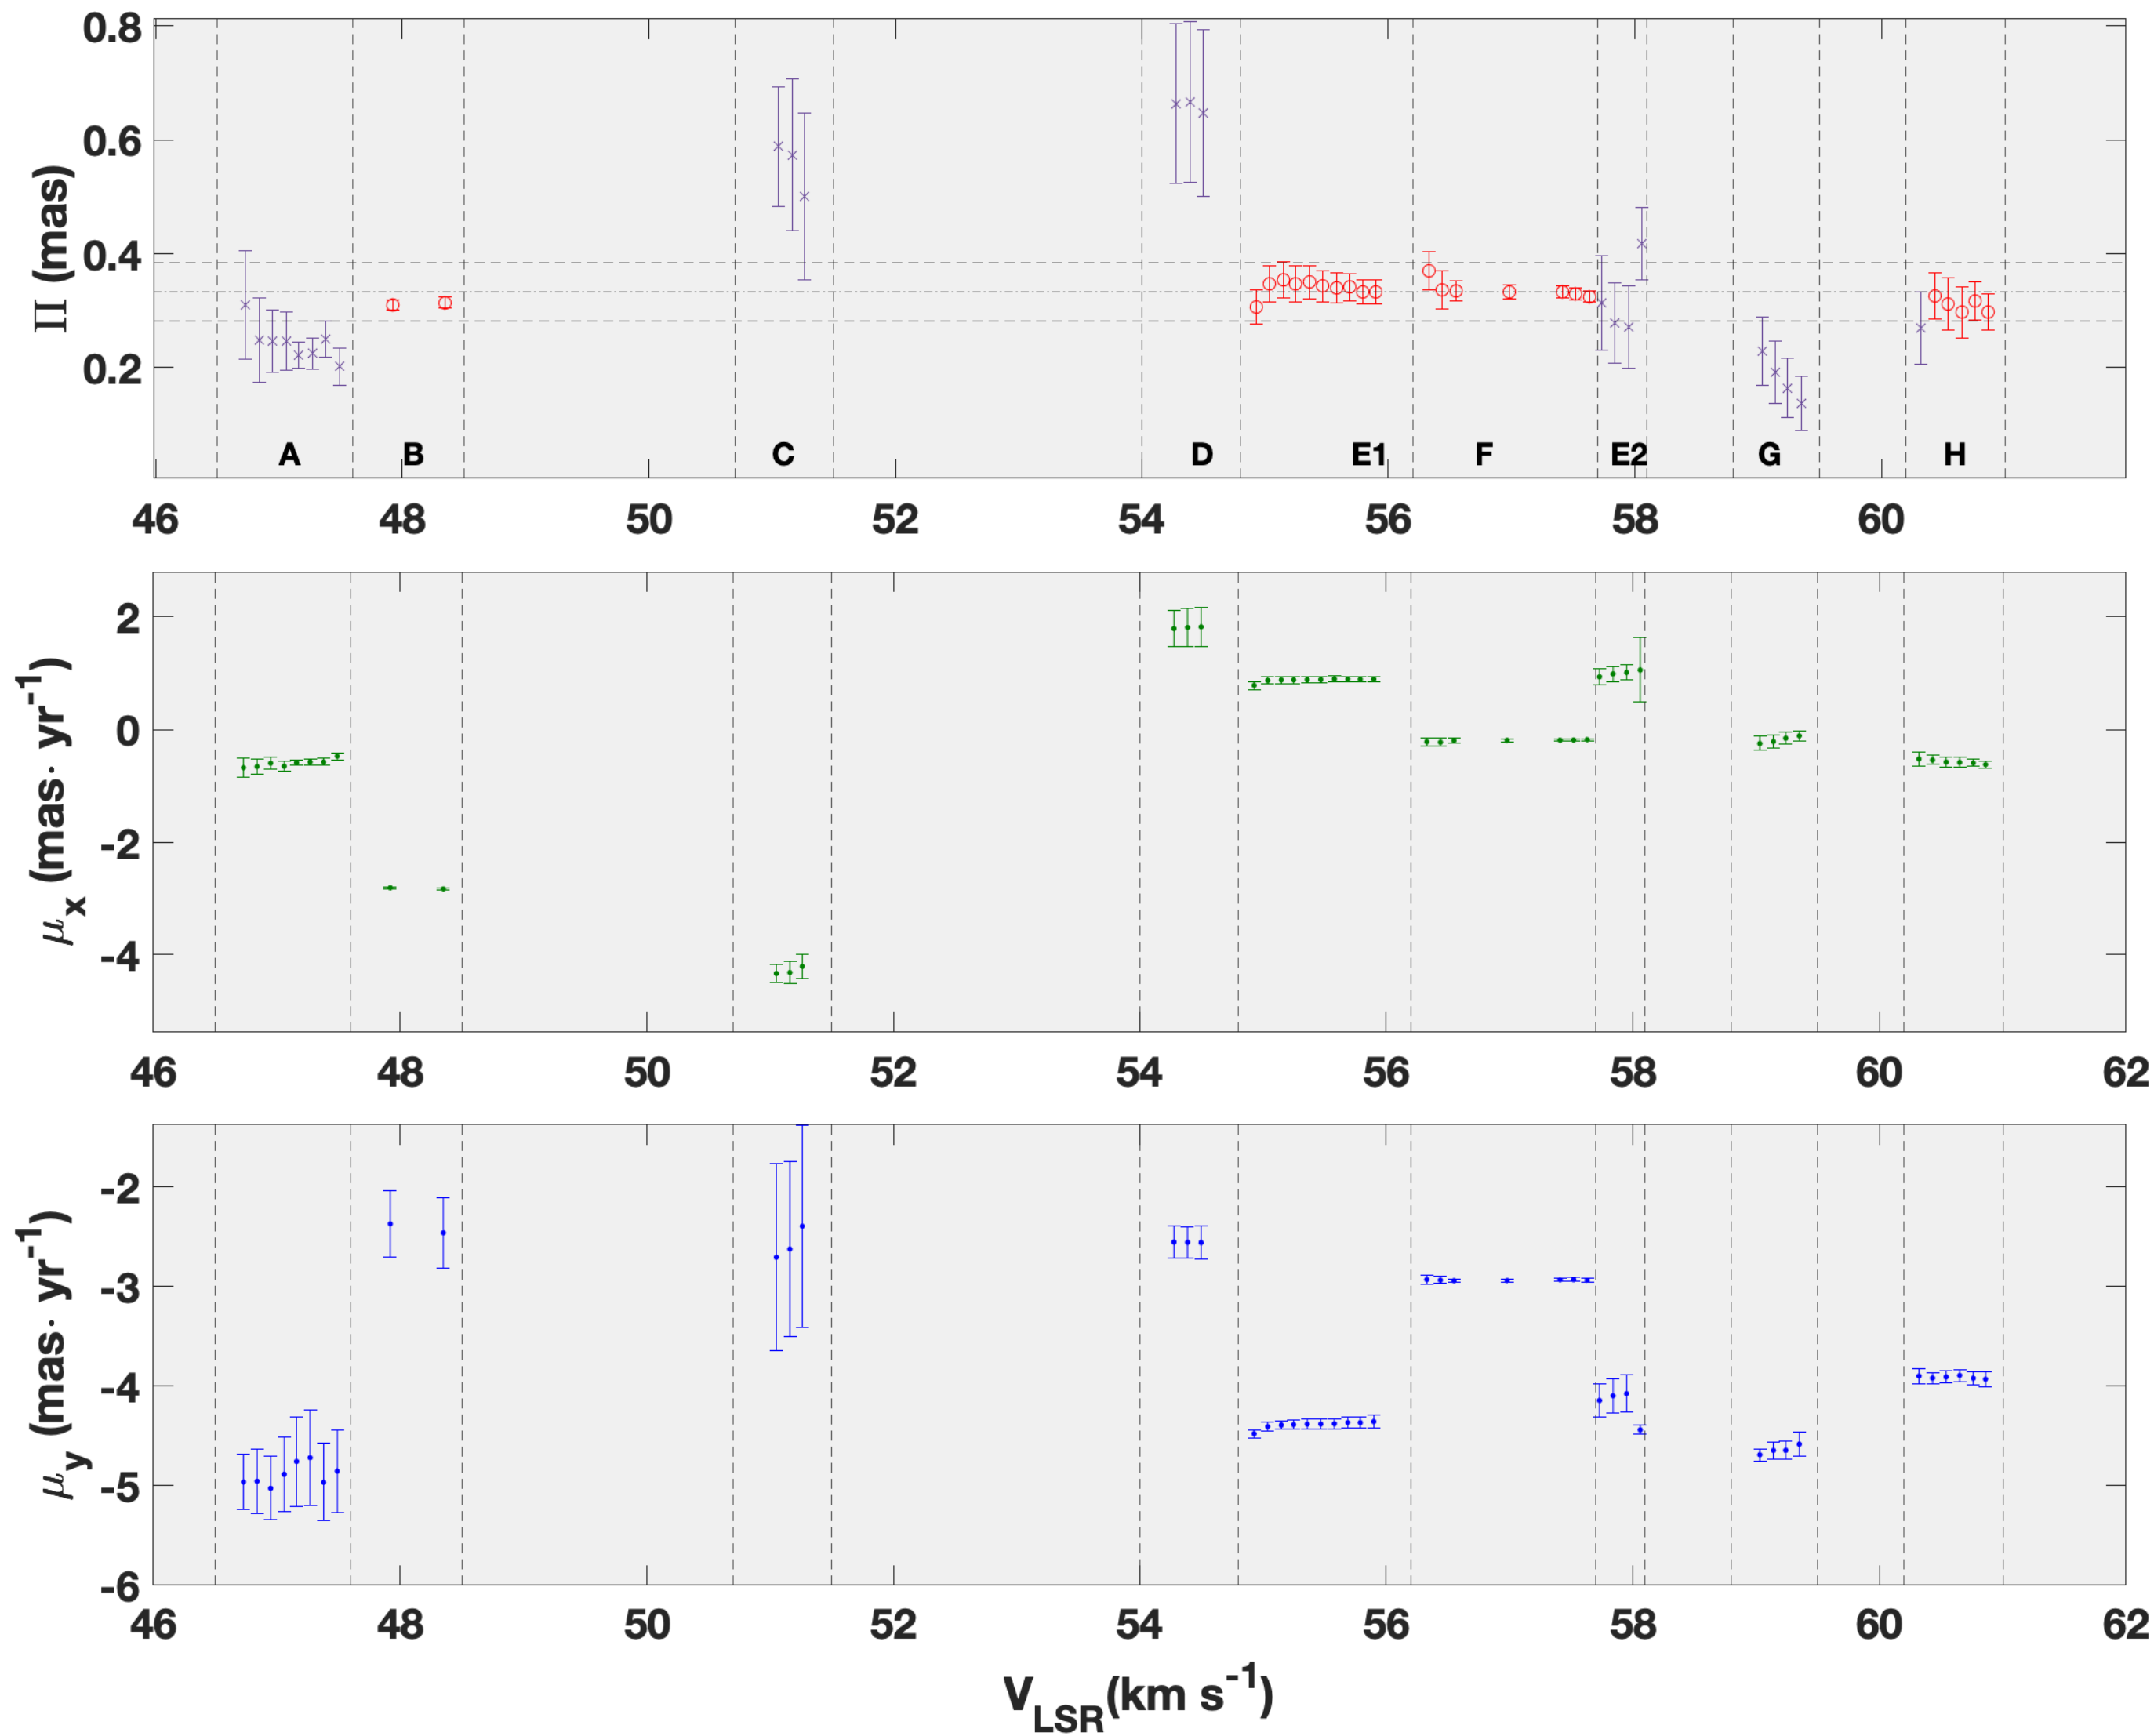 0.8
0.6
0.4
0.2
Π (mas)
A B C D E1 F E2 G H
46 48 50 52 54 56 58 60
2
0
-2
-4
μx (mas· yr-1)
46 48 50 52 54 56 58 60 62
-2
-3
-4
-5
-6
μy (mas· yr-1)
46 48 50 52 54 56 58 60 62
VLSR(km s-1)